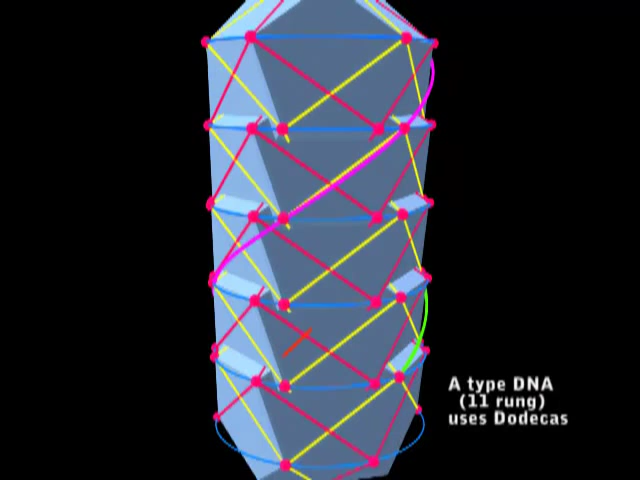 A type DNA
(11 rung)
uses Dodecas